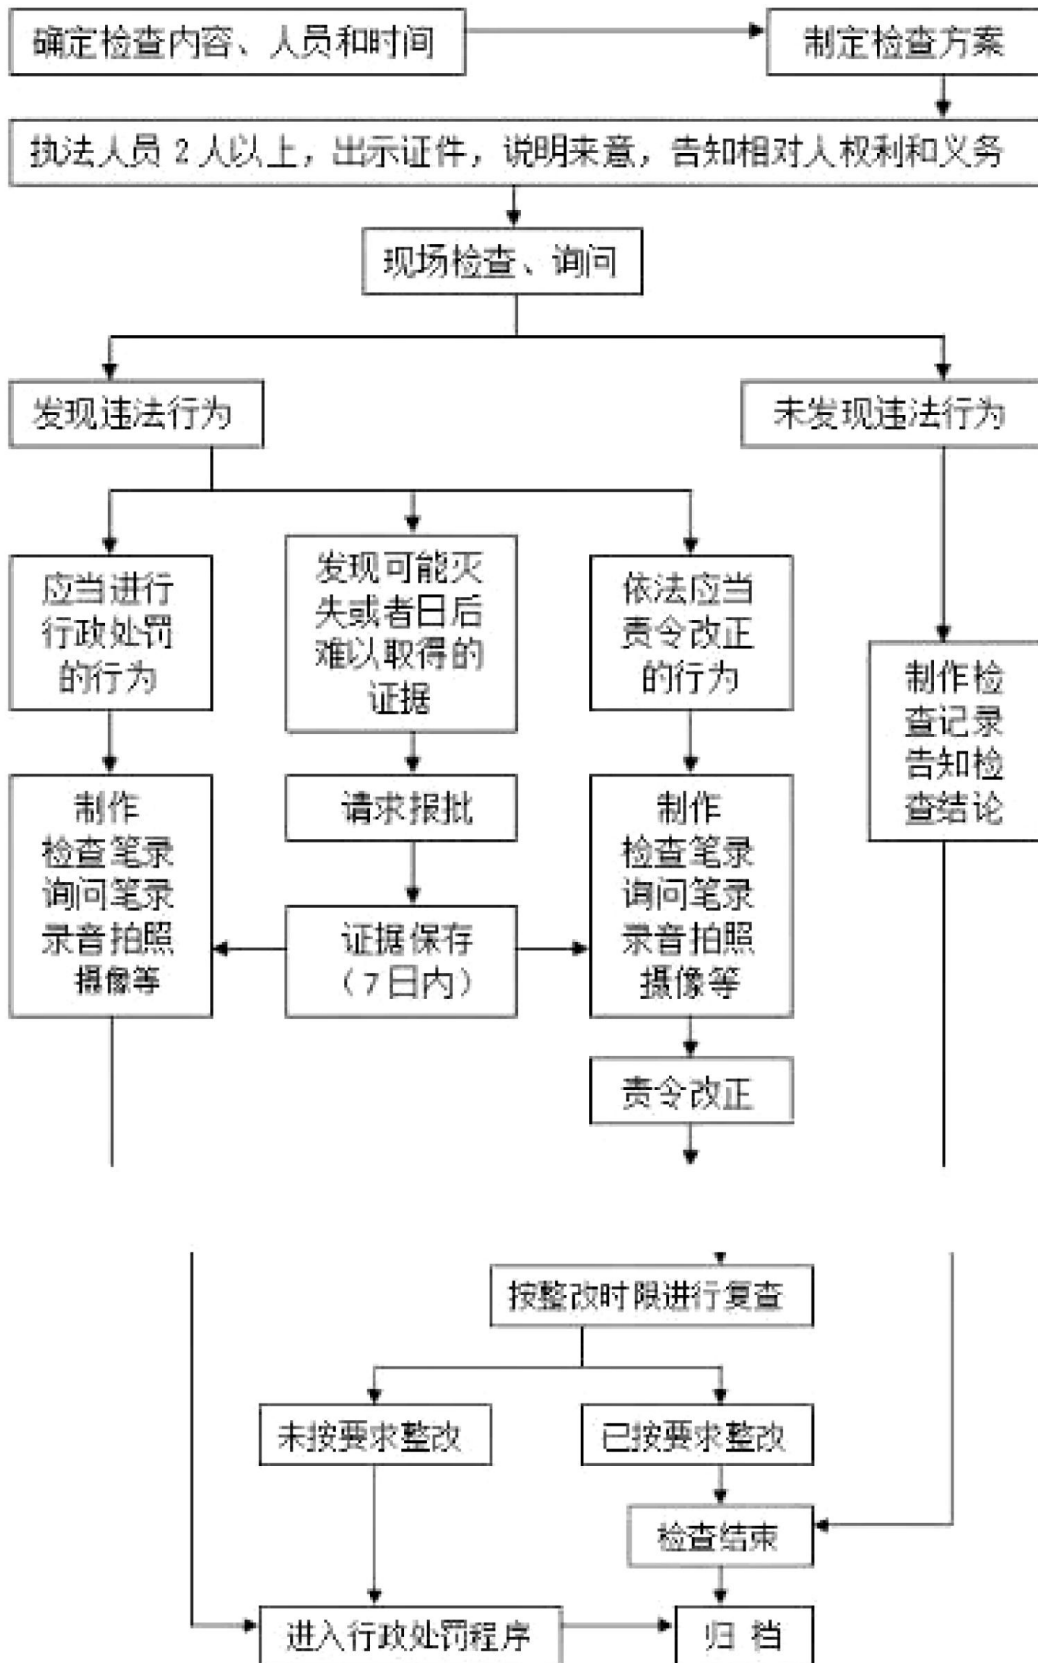 确定检查内容、人员和时间
制定检查方案
执法人员2人以上，出示证件，说明来意，告知相对人权利和义务
现场检查、询问
发现违法行为
未发现违法行为
应当进行
行政处罚
的行为
发现可能灭
失或者日后
难以取得的
证据
依法应当
责令改正
的行为
制作检
查记录
告知检
查结论
制作
检查笔录
询问笔录
录音拍照
摄像等
请求报批
证据保存
（7日内）
制作
检查笔录
询问笔录
录音拍照
摄像等
责令改正
按整改时限进行复查
未按要求整改
已按要求整改
检查结束
进入行政处罚程序
归 档